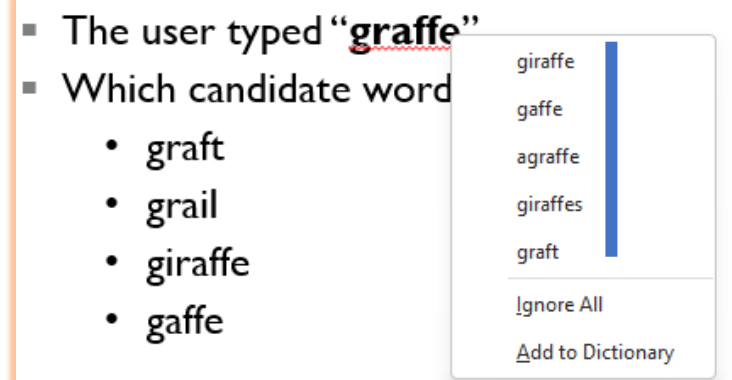 The user typed “graffe”
Which candidate word
graft
grail
giraffe
gaffe
giraffe
gaffe
agraffe
giraffes
graft
Ignore All
Add to Dictionary